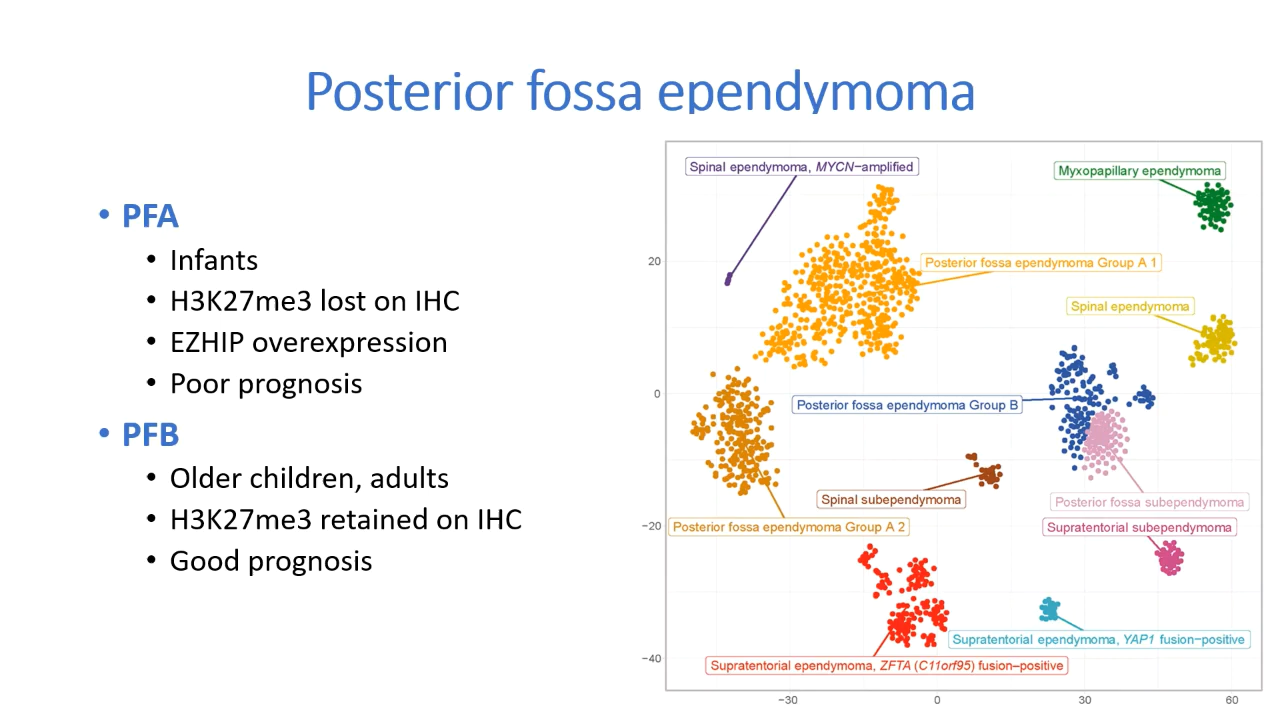 Posterior fossa ependymoma
• PFA
• Infants
• H3K27me3 lost on IHC
• EZHIP overexpression
• Poor prognosis
• PFB
• Older children, adults
• H3K27me3 retained on IHC
• Good prognosis
Spinal ependymoma, MYCN−amplified
Myxopapillary ependymoma
Posterior fossa ependymoma Group A 1
Spinal ependymoma
Posterior fossa ependymoma Group B
Spinal subependymoma
Posterior fossa subependymoma
Posterior fossa ependymoma Group A 2
Supratentorial subependymoma
Supratentorial ependymoma, YAP1 fusion−positive
Supratentorial ependymoma, ZFTA (C11orf95) fusion–positive
20
0
−20
−40
−30
0
30
60